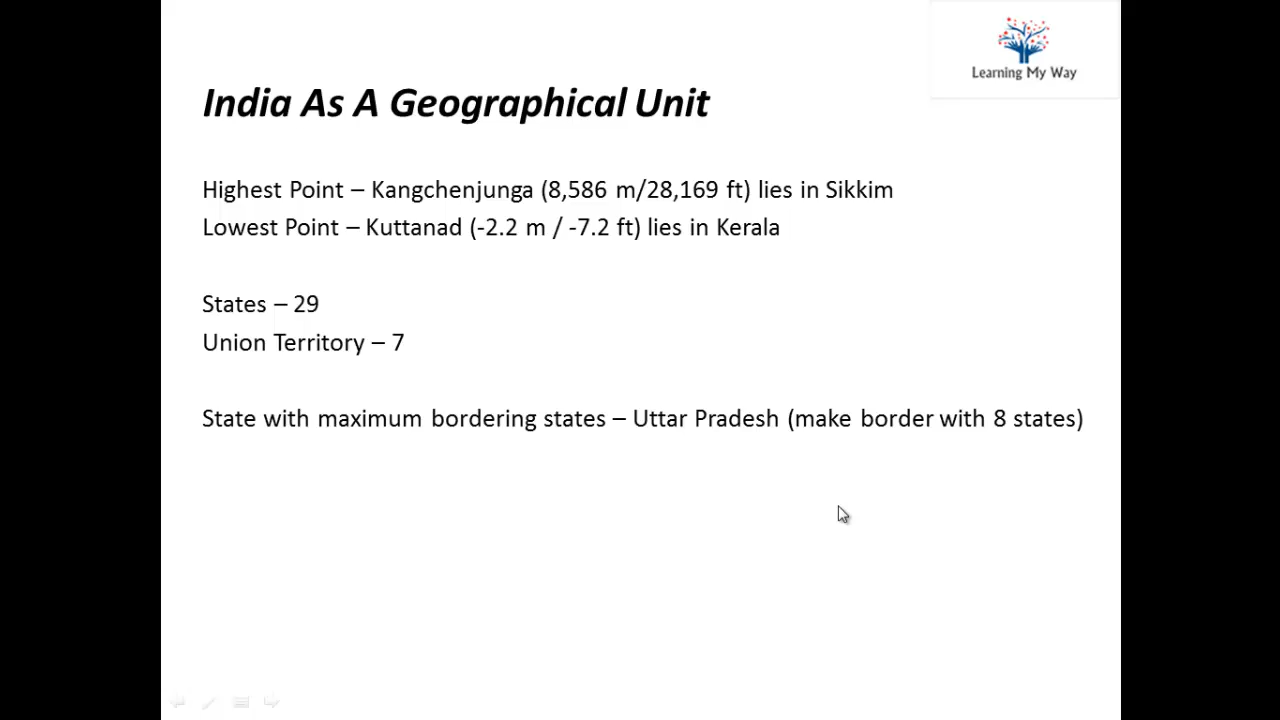 Learning My Way
India As A Geographical Unit
Highest Point – Kangchenjunga (8,586 m/28,169 ft) lies in Sikkim
Lowest Point – Kuttanad (-2.2 m / -7.2 ft) lies in Kerala
States – 29
Union Territory – 7
State with maximum bordering states – Uttar Pradesh (make border with 8 states)